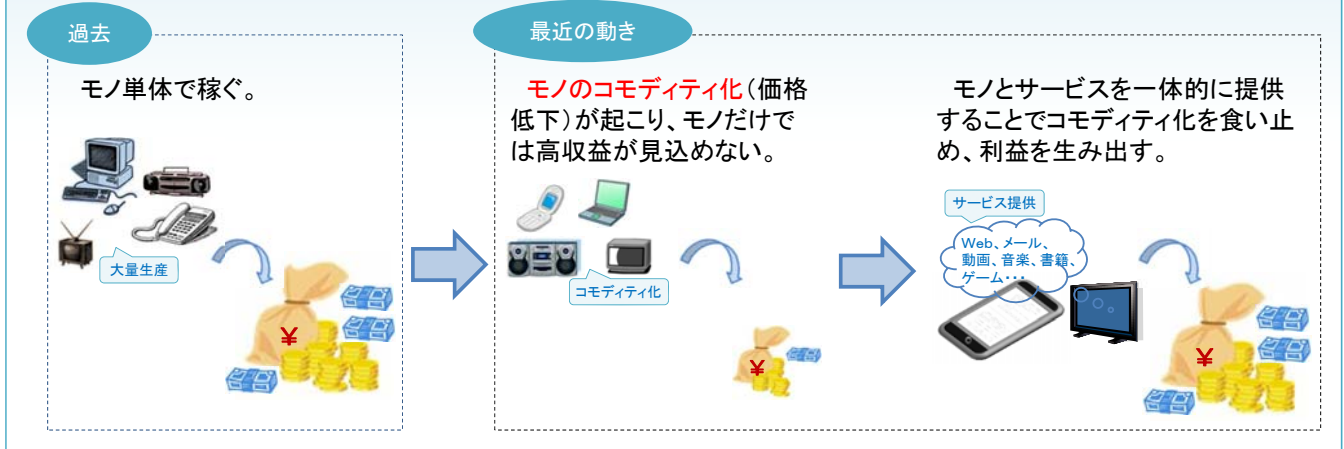 過去
モノ単体で稼ぐ。
大量生産
¥
最近の動き
モノのコモディティ化（価格
低下）が起こり、モノだけで
は高収益が見込めない。
コモディティ化
¥
モノとサービスを一体的に提供
することでコモディティ化を食い止
め、利益を生み出す。
サービス提供
Web、メール、
動画、音楽、書籍、
ゲーム・・・
¥